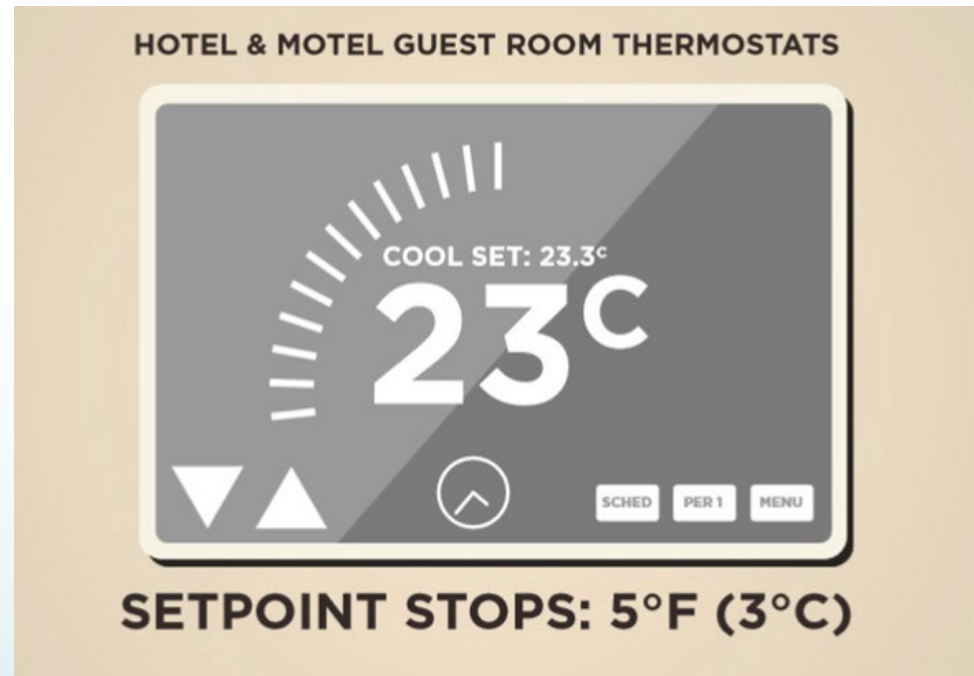 HOTEL & MOTEL GUEST ROOM THERMOSTATS
COOL SET: 23.3ᶜ
23ᶜ
SCHED PER 1 MENU
SETPOINT STOPS: 5°F (3°C)